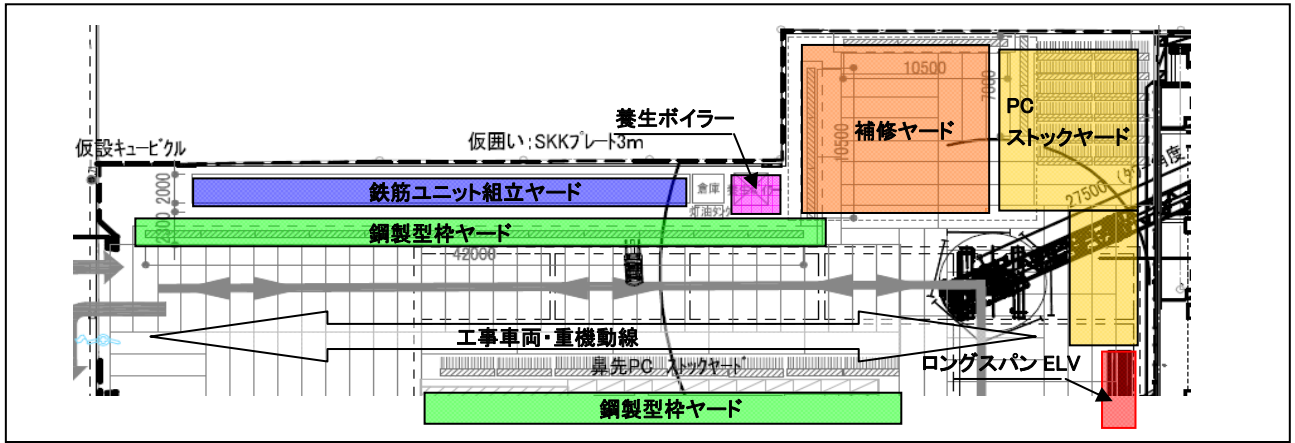 10500
7000
養生ボイラー
PC
ストックヤード
補修ヤード
10500
仮囲い:SKKプレート3m
仮設キュービクル
鉄筋ユニット組立ヤード
倉庫
灯油タンク
2000
27500
2300
鋼製型枠ヤード
42000
工事車両・重機動線
鼻先PC ストックヤード
ロングスパン ELV
鋼製型枠ヤード